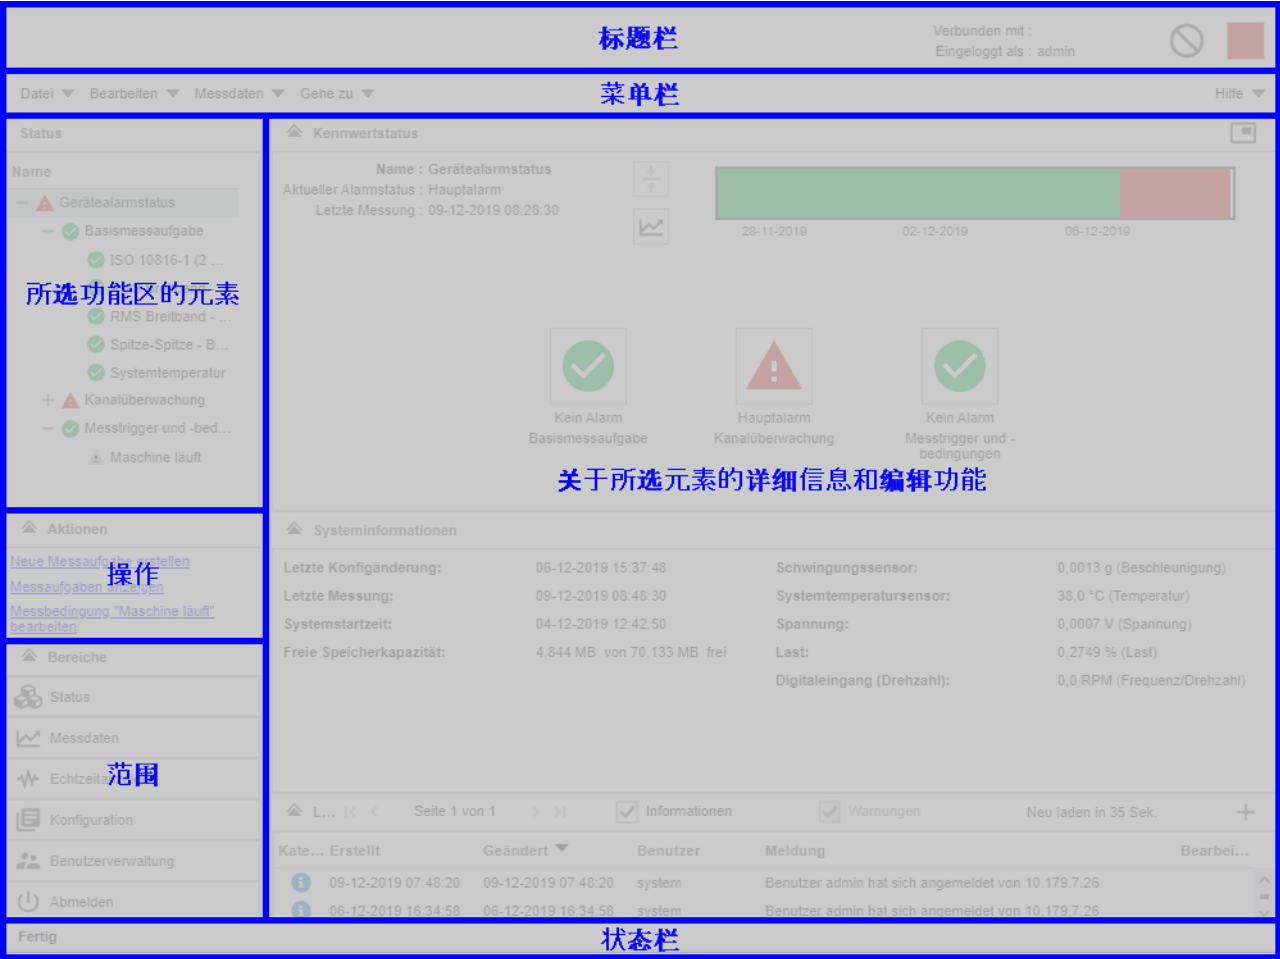 标题栏
Verbunden mit :
Eingeloggt als : admin
Datei Bearbeiten Messdaten Gehe zu
菜单栏
Hilfe
Status
Name
Gerätealarmstatus
Basismessaufgabe
ISO 10816-1 (2 ...
所选功能区的元素
RMS Breitband - ...
Spitze-Spitze - B...
Systemtemperatur
Kanalüberwachung
Messtrigger und -bed...
Maschine läuft
Kennwertstatus
Name : Gerätealarmstatus
Aktueller Alarmstatus : Hauptalarm
Letzte Messung : 09-12-2019 08:28:30
28-11-2019 02-12-2019 06-12-2019
Kein Alarm
Basismessaufgabe
Hauptalarm
Kanalüberwachung
Kein Alarm
Messtrigger und -
bedingungen
关于所选元素的详细信息和编辑功能
Aktionen
Neue Messaufgabe erstellen
操作
Messaufgaben anzeigen
Messbedingung "Maschine läuft"
bearbeiten
Systeminformationen
Letzte Konfigänderung: 06-12-2019 15:37:48 Schwingungssensor: 0,0013 g (Beschleunigung)
Letzte Messung: 09-12-2019 08:48:30 Systemtemperatursensor: 38,0 °C (Temperatur)
Systemstartzeit: 04-12-2019 12:42:50 Spannung: 0,0007 V (Spannung)
Freie Speicherkapazität: 4,844 MB von 70,133 MB frei Last: 0,2749 % (Last)
Digitaleingang (Drehzahl): 0,0 RPM (Frequenz/Drehzahl)
Bereiche
Status
Messdaten
范围
Konfiguration
Benutzerverwaltung
Abmelden
L... Seite 1 von 1 Informationen Warnungen Neu laden in 35 Sek.
Kate... Erstellt Geändert Benutzer Meldung Bearbei...
09-12-2019 07:48:20 09-12-2019 07:48:20 system Benutzer admin hat sich angemeldet von 10.179.7.26
06-12-2019 16:34:58 06-12-2019 16:34:58 system Benutzer admin hat sich angemeldet von 10.179.7.26
Fertig
状态栏